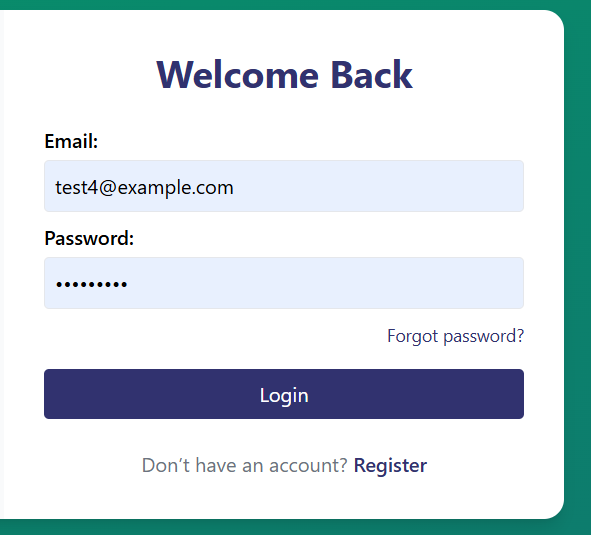 Welcome Back
Email:
test4@example.com
Password:
•••••••••
Forgot password?
Login
Don’t have an account? Register